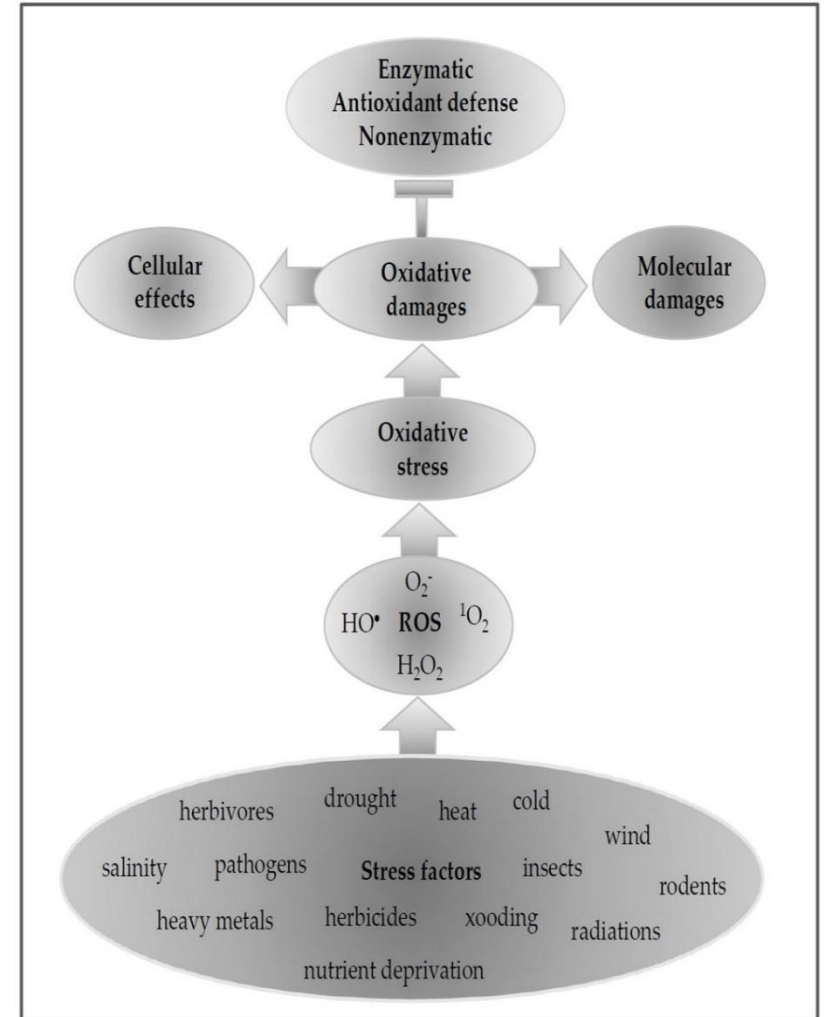 Enzymatic
Antioxidant defense
Nonenzymatic
Cellular
effects
Oxidative
damages
Molecular
damages
Oxidative
stress
O₂⁻
HO• ROS ¹O₂
H₂O₂
herbivores drought heat cold
wind
salinity pathogens Stress factors insects
rodents
heavy metals herbicides xooding radiations
nutrient deprivation